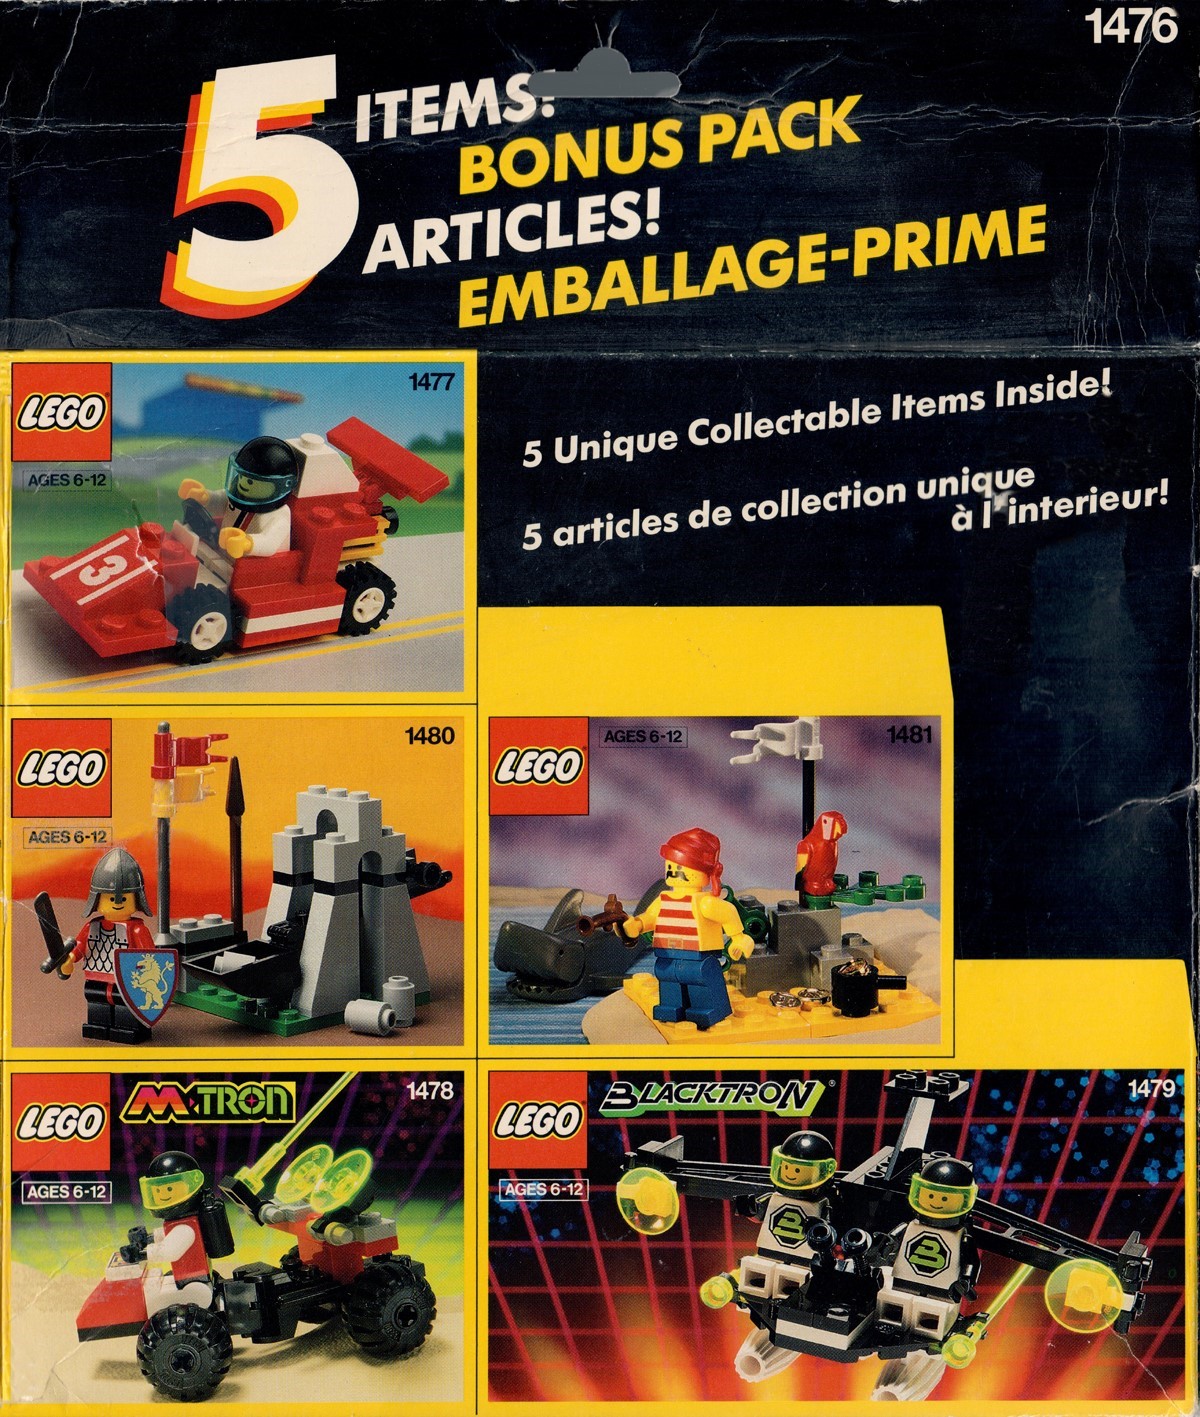 1476
5 ITEMS:
BONUS PACK
ARTICLES!
EMBALLAGE-PRIME
LEGO
1477
AGES 6-12
3
5 Unique Collectable Items Inside!
5 articles de collection unique
à l'interieur!
LEGO
1480
AGES 6-12
LEGO
AGES 6-12
1481
LEGO
M•TRON
1478
AGES 6-12
LEGO
BLACKTRON®
1479
AGES 6-12
B
B